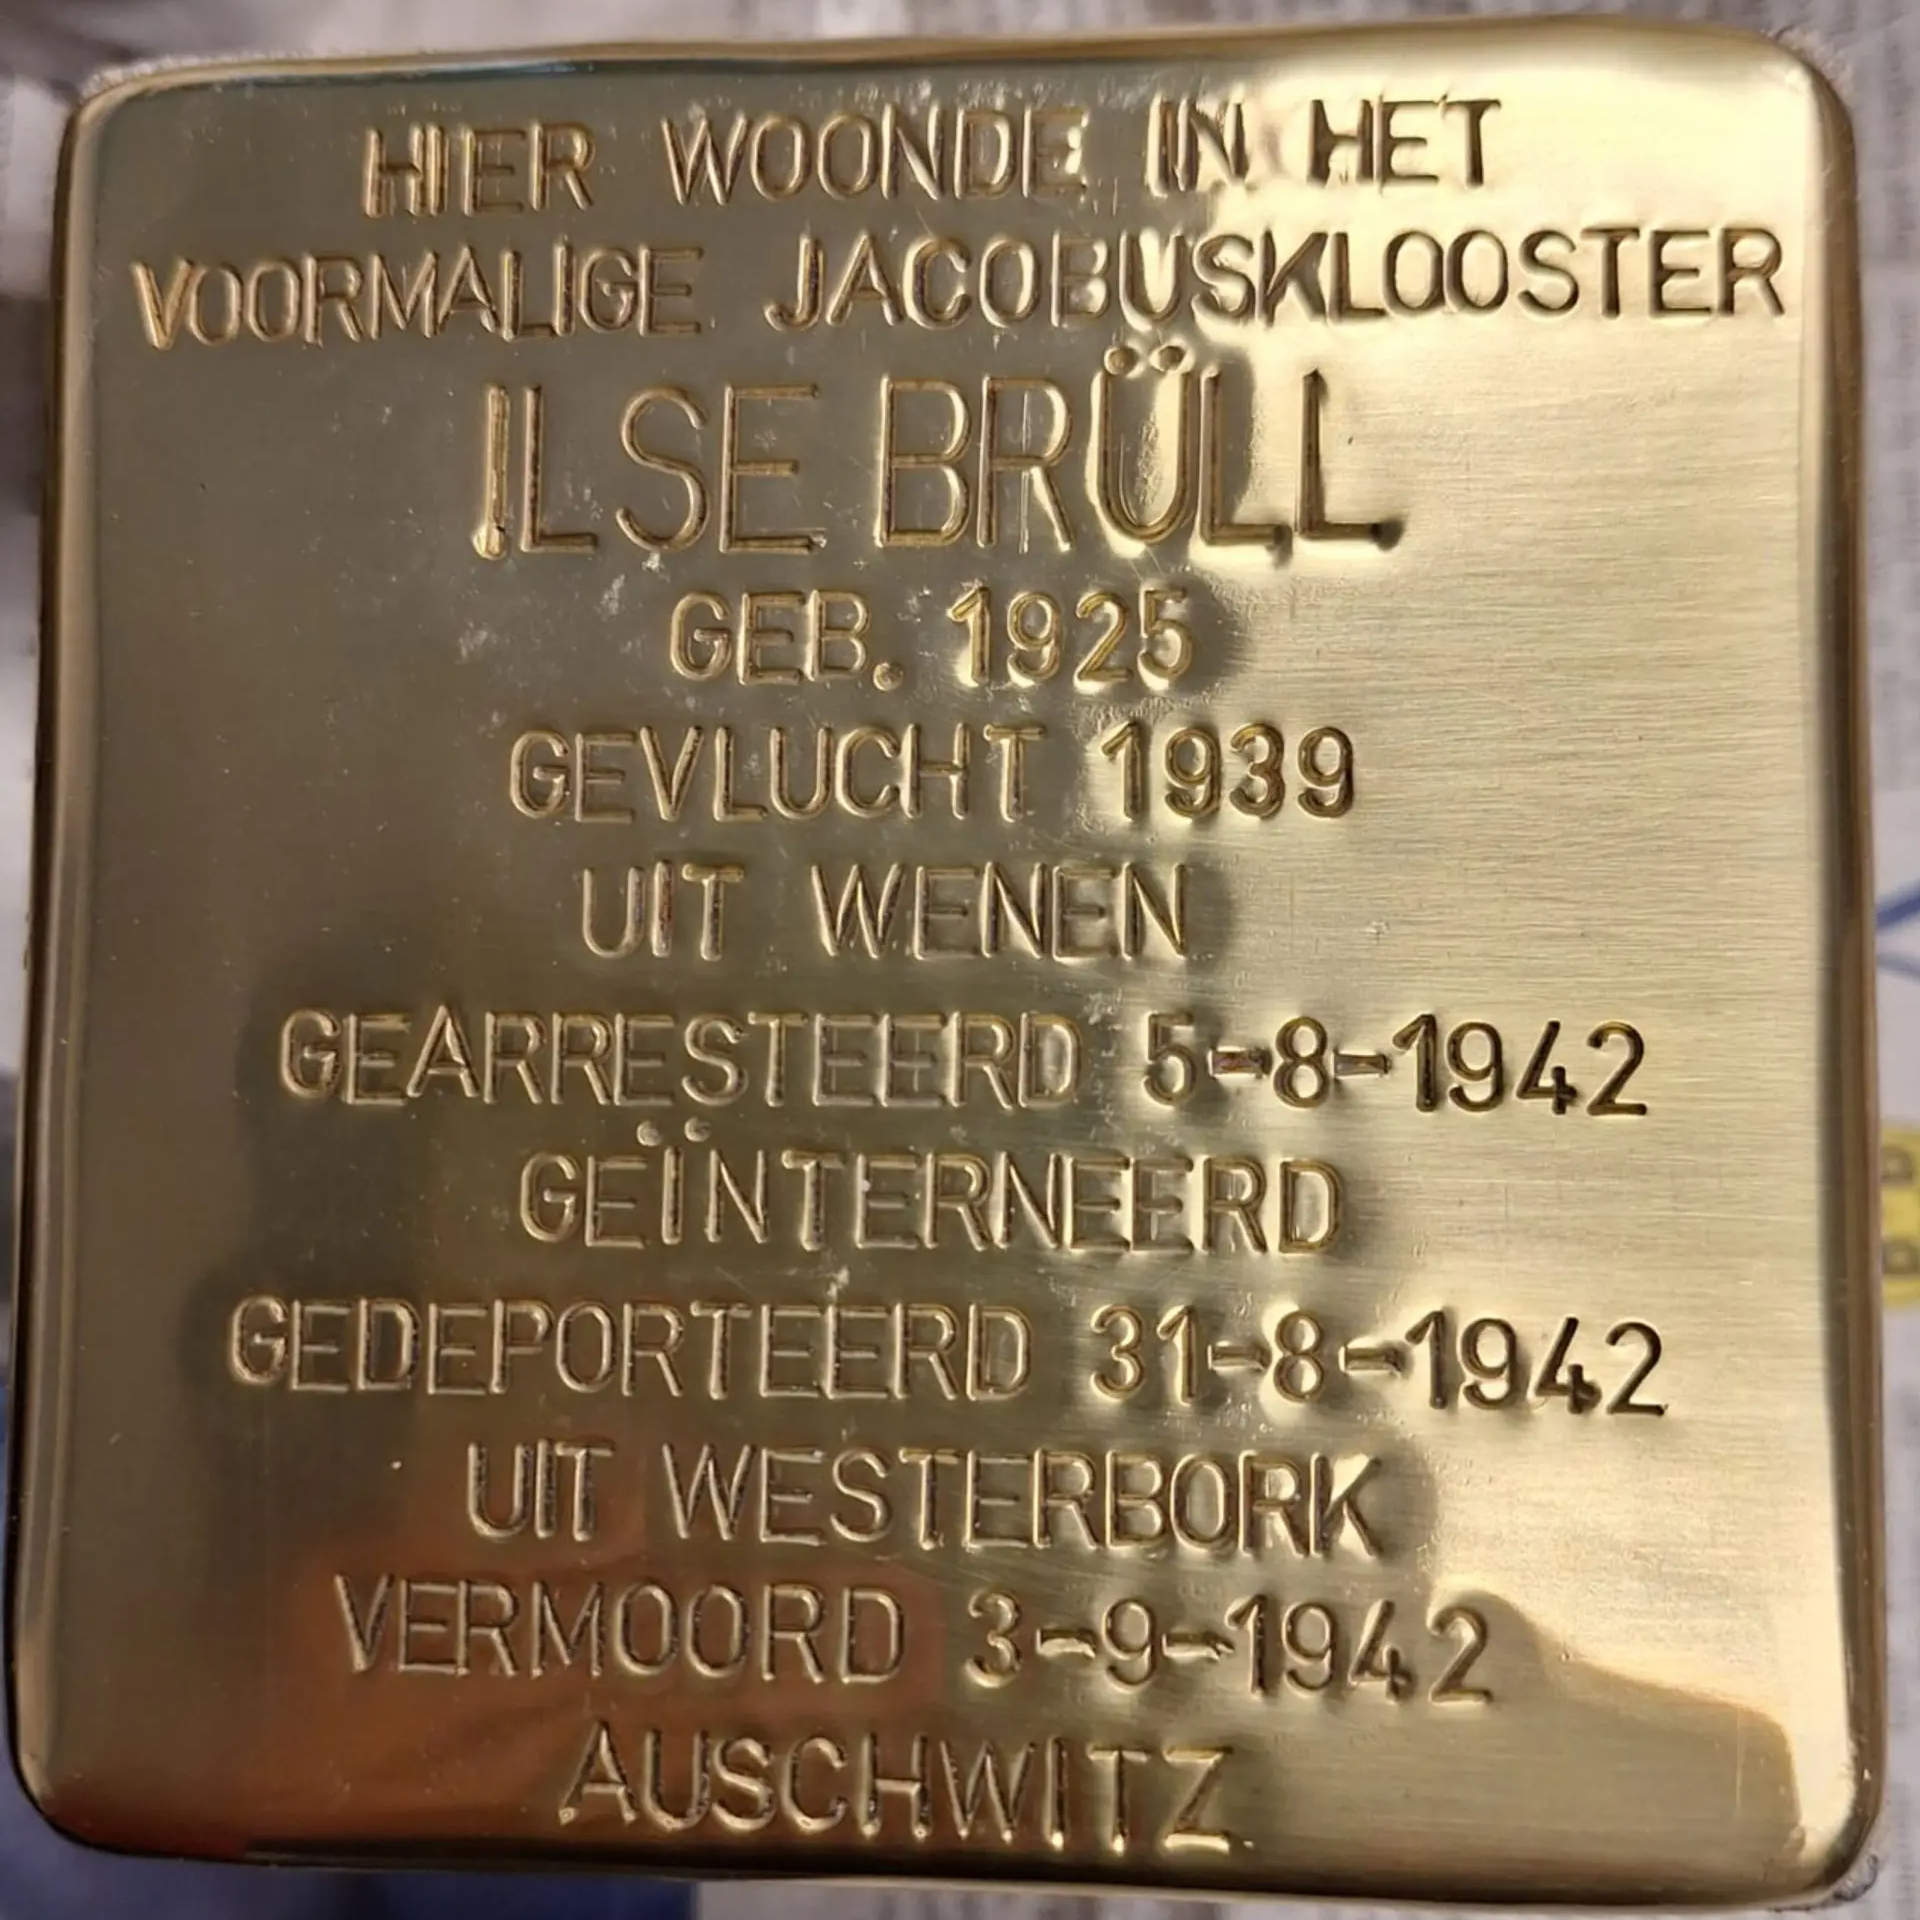 HIER WOONDE IN HET
VOORMALIGE JACOBUSKLOOSTER
ILSE BRÜLL
GEB. 1925
GEVLUCHT 1939
UIT WENEN
GEARRESTEERD 5-8-1942
GEÏNTERNEERD
GEDEPORTEERD 31-8-1942
UIT WESTERBORK
VERMOORD 3-9-1942
AUSCHWITZ